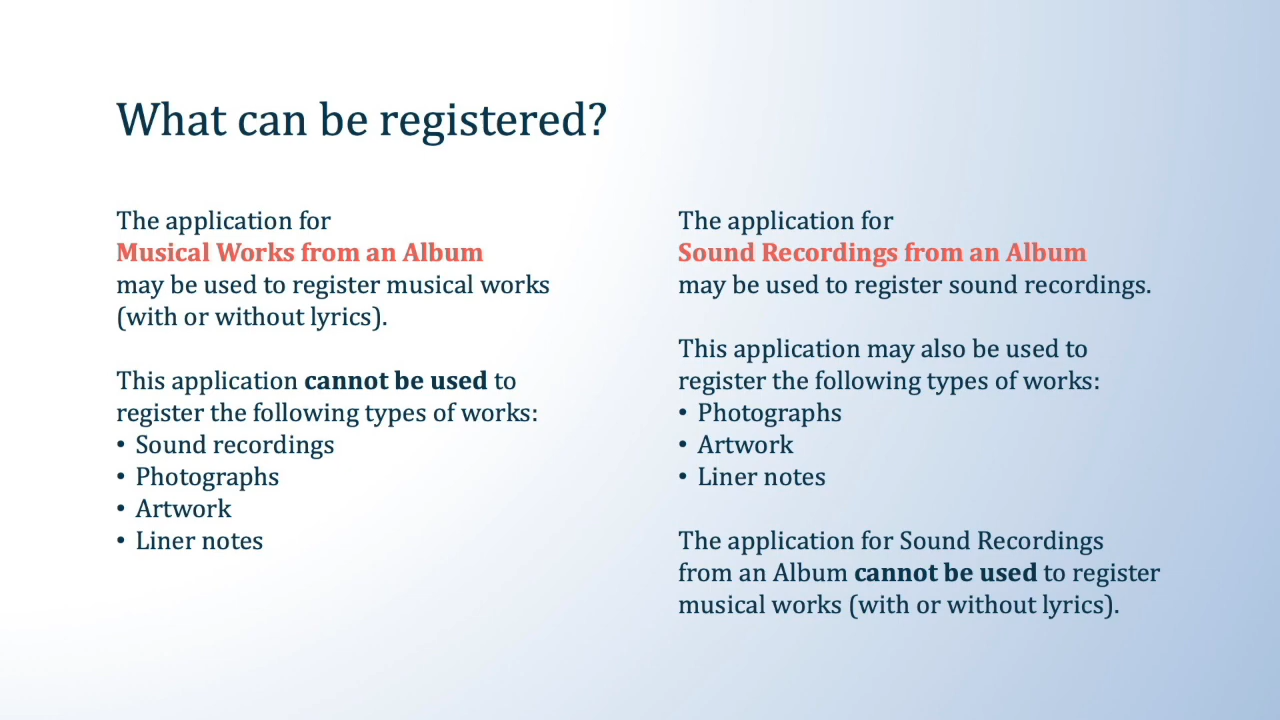 What can be registered?
The application for
Musical Works from an Album
may be used to register musical works
(with or without lyrics).
This application cannot be used to
register the following types of works:
• Sound recordings
• Photographs
• Artwork
• Liner notes
The application for
Sound Recordings from an Album
may be used to register sound recordings.
This application may also be used to
register the following types of works:
• Photographs
• Artwork
• Liner notes
The application for Sound Recordings
from an Album cannot be used to register
musical works (with or without lyrics).